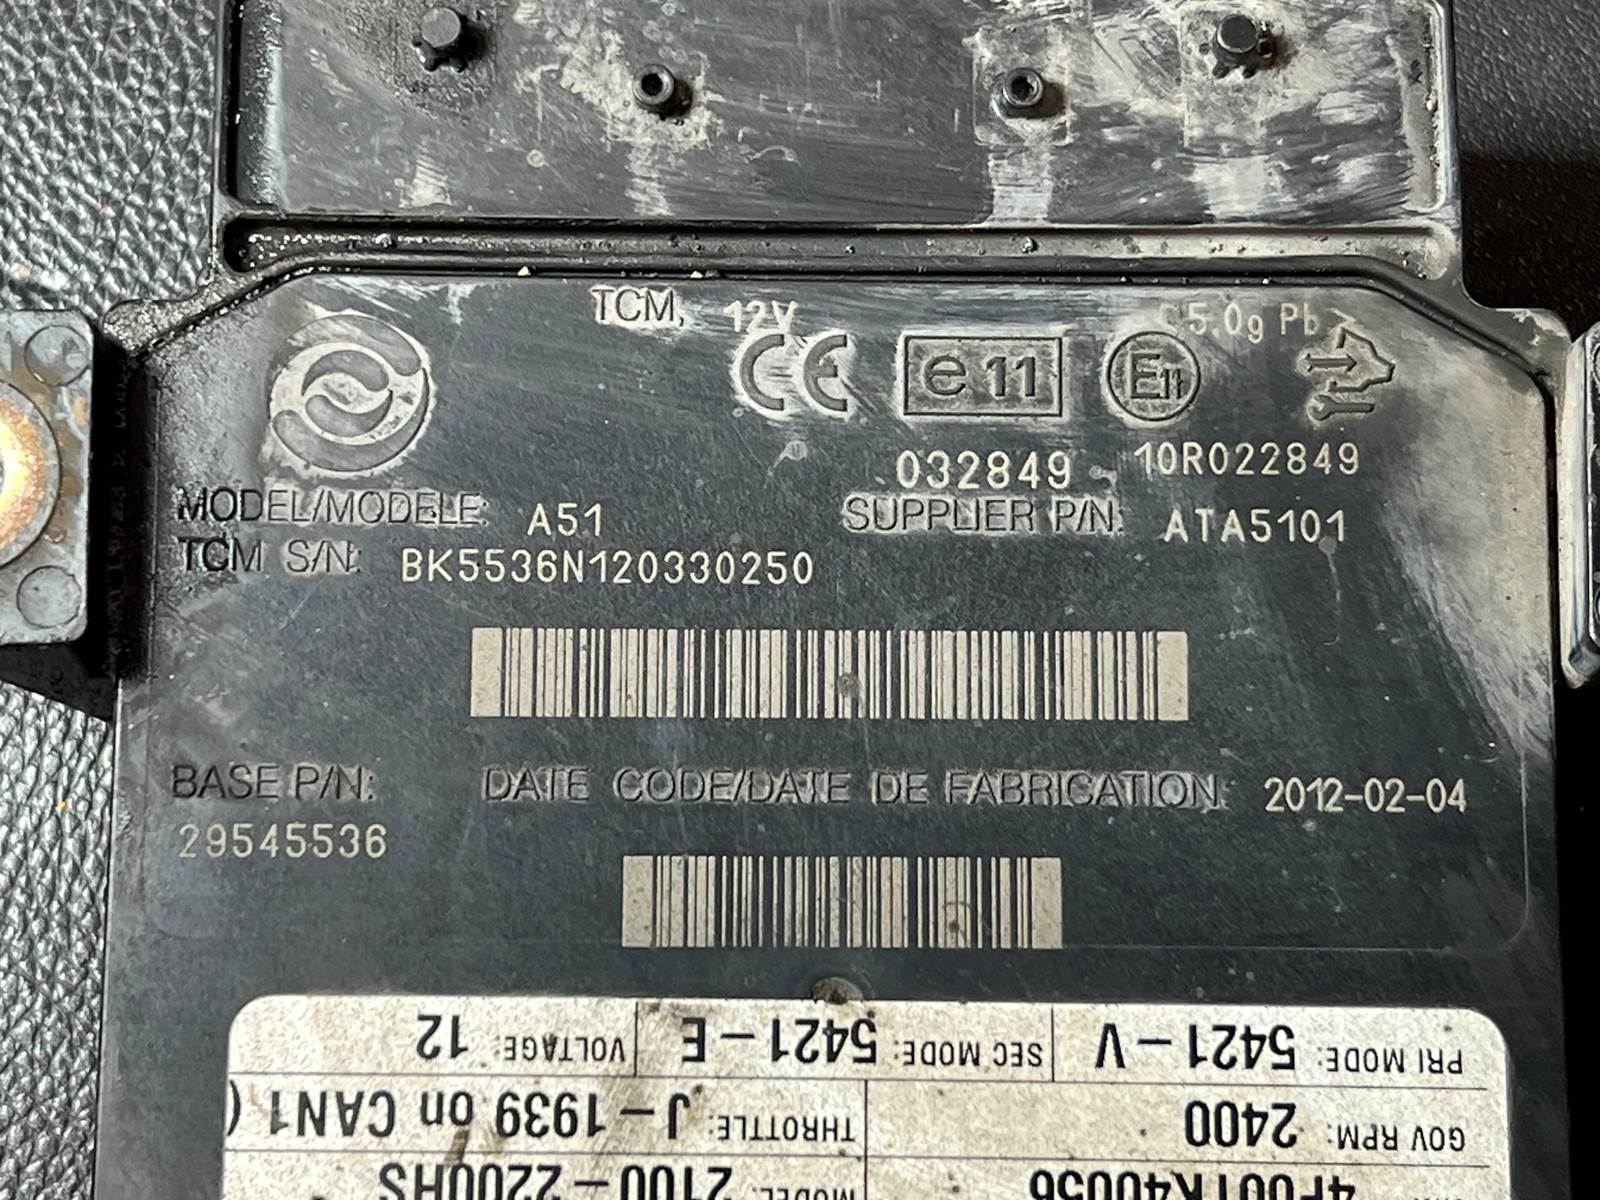 TCM, 12V
5.0g Pb
CE e11 E11
032849 10R022849
MODEL/MODELE: A51 SUPPLIER P/N: ATA5101
TCM S/N: BK5536N120330250
BASE P/N: DATE CODE/DATE DE FABRICATION: 2012-02-04
29545536
PRI MODE: 5421-V SEC MODE: 5421-E VOLTAGE: 12
GOV RPM: 2400 THROTTLE: J-1939 on CAN1 (
MODEL: 2100-2200HS